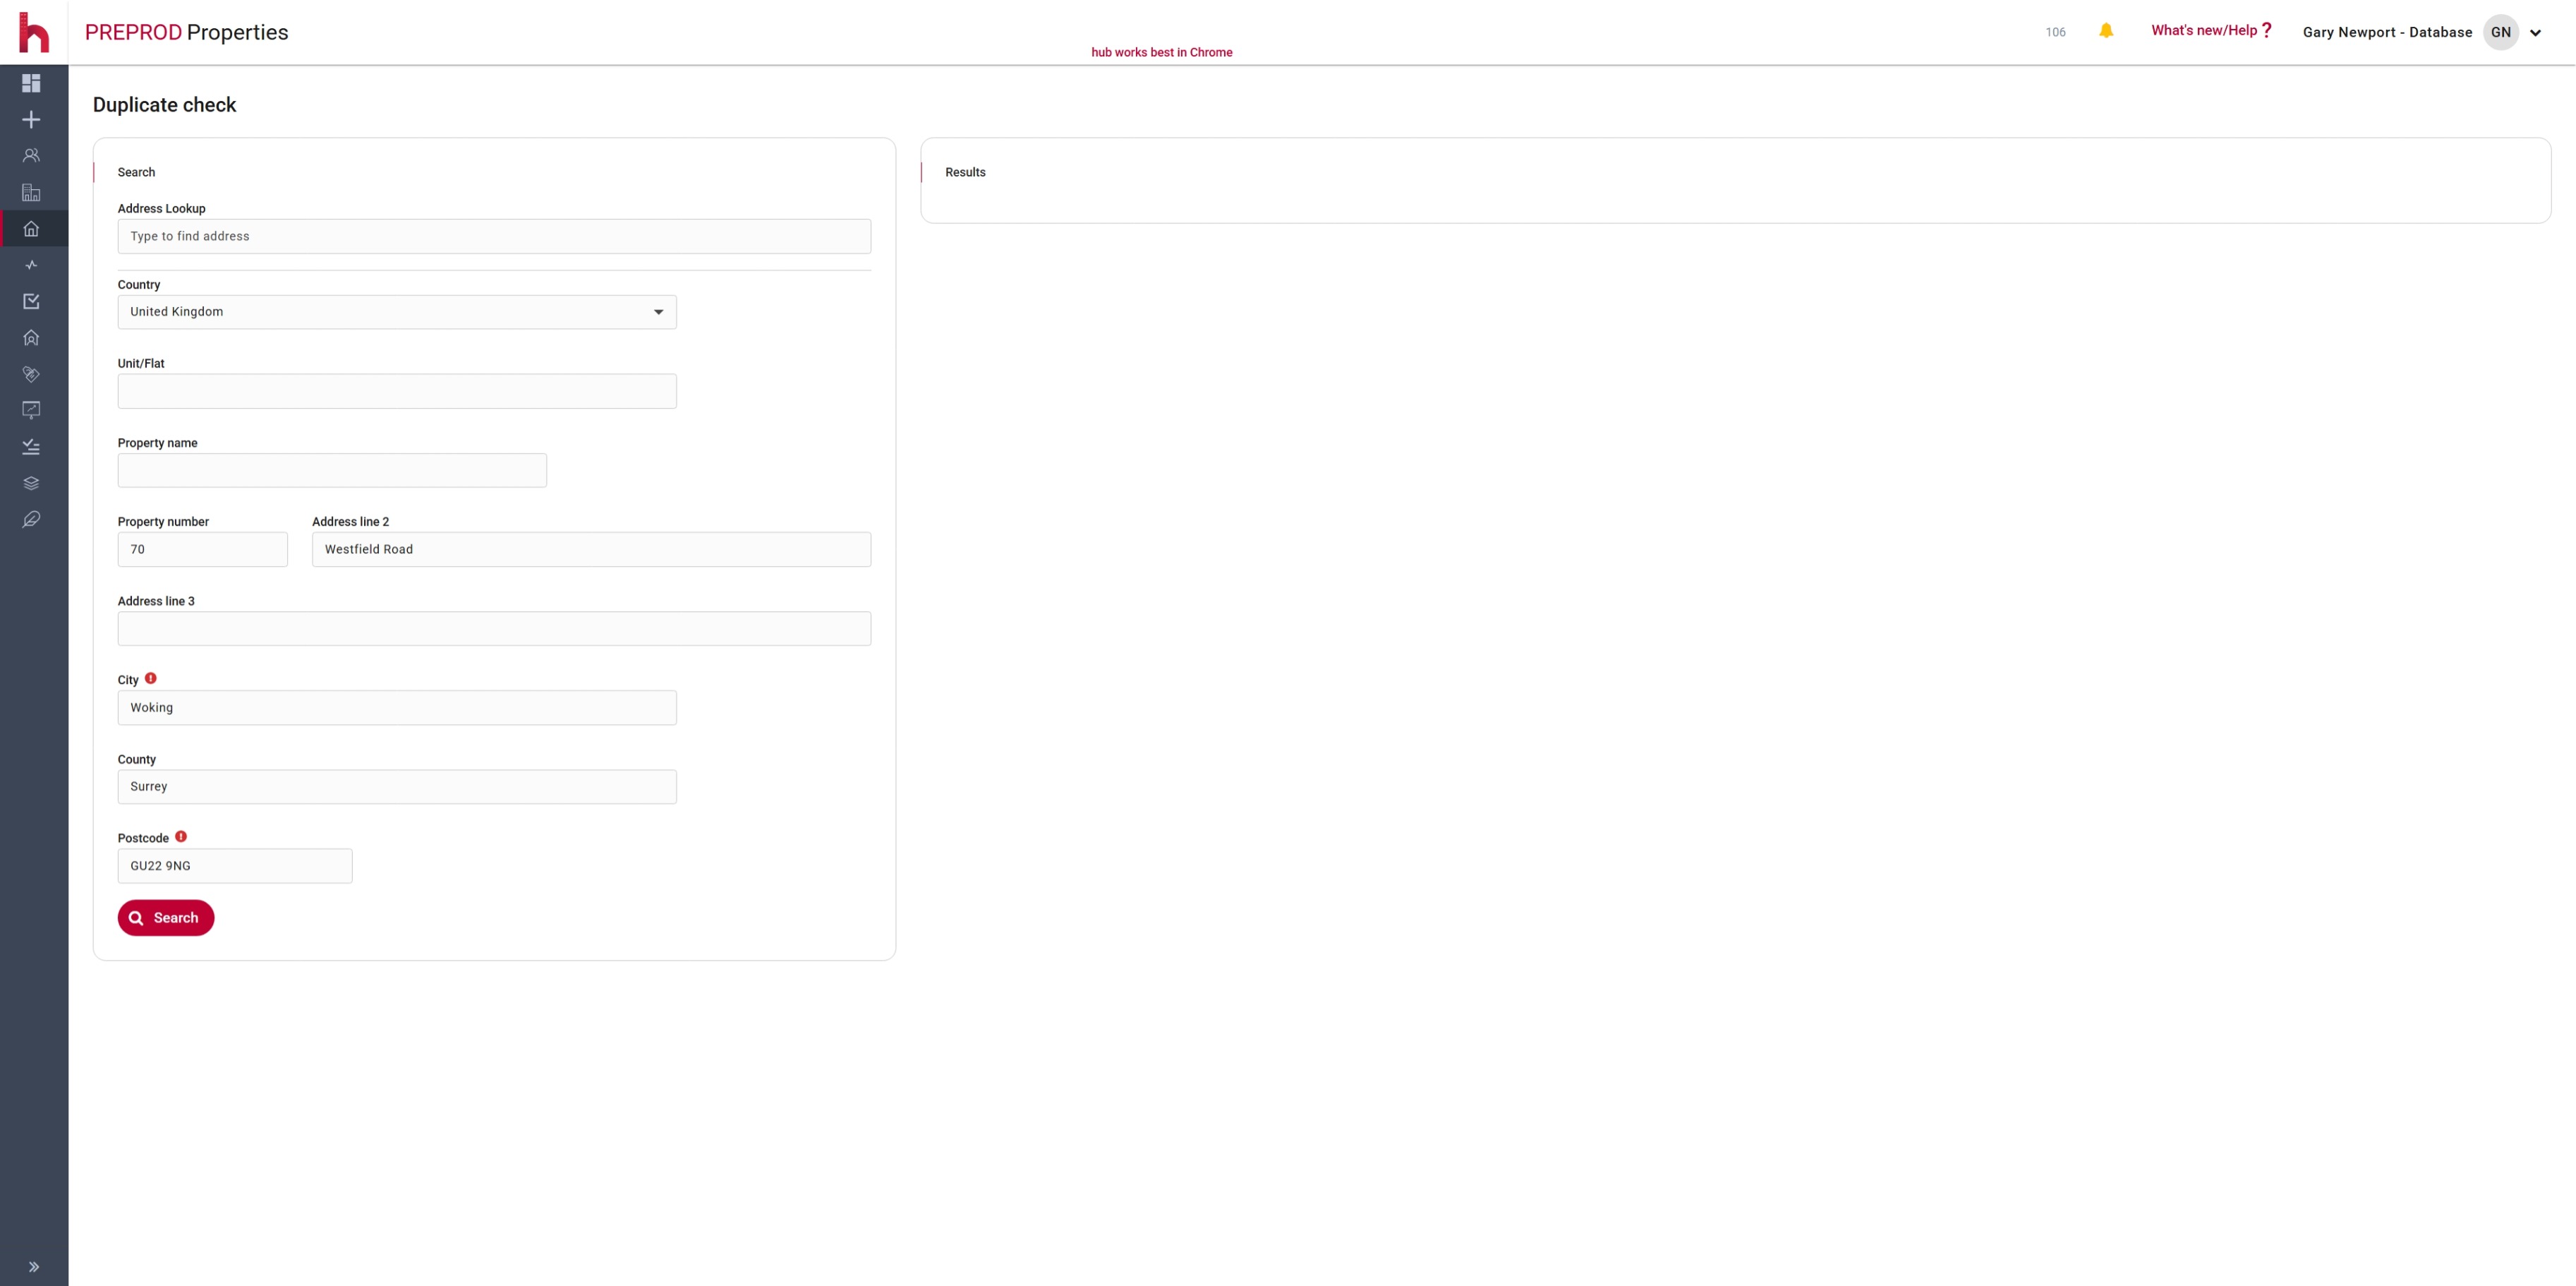 PREPROD Properties
hub works best in Chrome
106
What's new/Help ?
Gary Newport - Database
GN
Duplicate check
Search
Address Lookup
Type to find address
Country
United Kingdom
Unit/Flat
Property name
Property number
Address line 2
70
Westfield Road
Address line 3
City
Woking
County
Surrey
Postcode
GU22 9NG
Search
Results